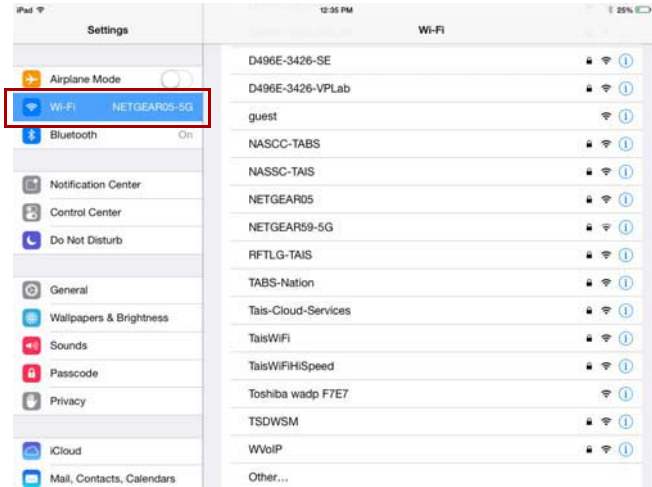 iPad
12:35 PM
25%
Settings
Wi-Fi
Airplane Mode
Wi-Fi NETGEAR05-5G
Bluetooth On
Notification Center
Control Center
Do Not Disturb
General
Wallpapers & Brightness
Sounds
Passcode
Privacy
iCloud
Mail, Contacts, Calendars
D496E-3426-SE
D496E-3426-VPLab
guest
NASCC-TABS
NASSC-TAIS
NETGEAR05
NETGEAR59-5G
RFTLG-TAIS
TABS-Nation
Tais-Cloud-Services
TaisWiFi
TaisWiFiHiSpeed
Toshiba wadp F7E7
TSDWSM
WVoIP
Other...